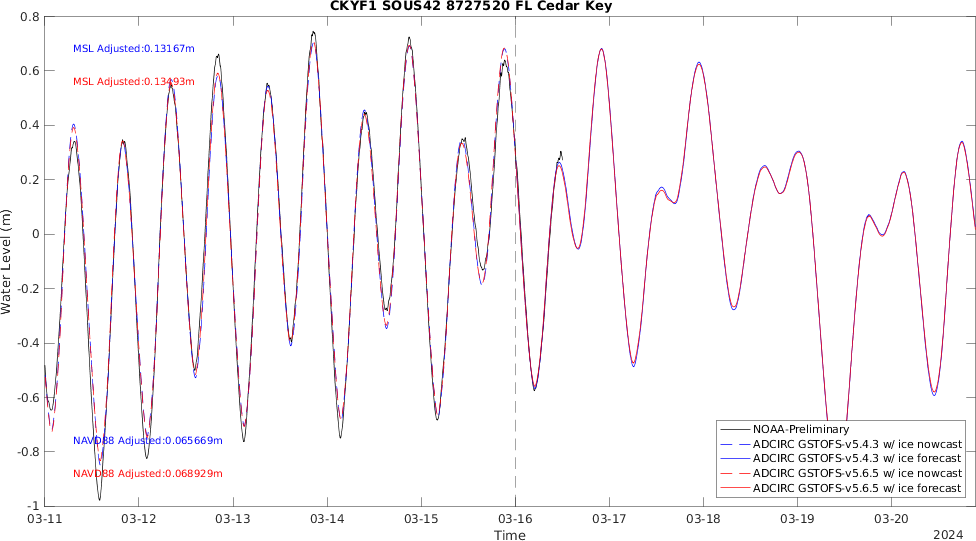 CKYF1 SOUS42 8727520 FL Cedar Key
0.8
0.6
0.4
0.2
0
-0.2
-0.4
-0.6
-0.8
-1
Water Level (m)
MSL Adjusted:0.13167m
MSL Adjusted:0.13493m
NAVD88 Adjusted:0.065669m
NAVD88 Adjusted:0.068929m
NOAA-Preliminary
ADCIRC GSTOFS-v5.4.3 w/ ice nowcast
ADCIRC GSTOFS-v5.4.3 w/ ice forecast
ADCIRC GSTOFS-v5.6.5 w/ ice nowcast
ADCIRC GSTOFS-v5.6.5 w/ ice forecast
03-11 03-12 03-13 03-14 03-15 03-16 03-17 03-18 03-19 03-20
Time
2024